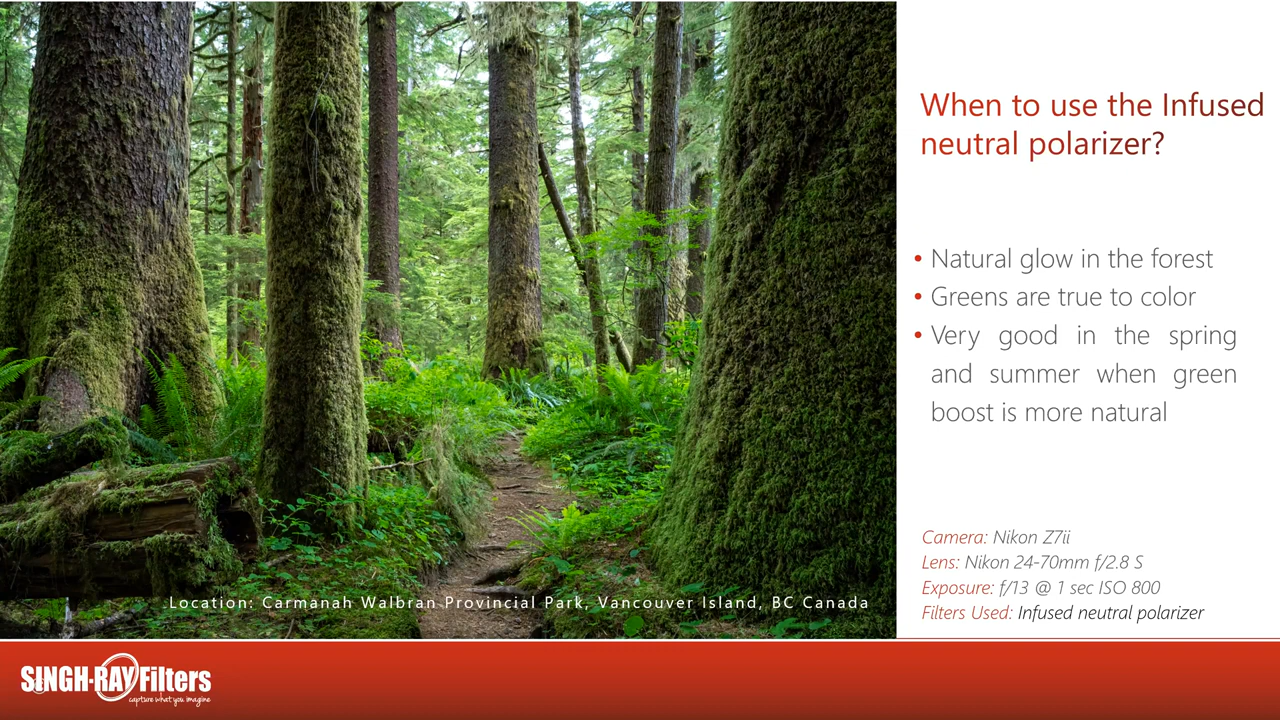 When to use the Infused
neutral polarizer?
• Natural glow in the forest
• Greens are true to color
• Very good in the spring
and summer when green
boost is more natural
Camera: Nikon Z7ii
Lens: Nikon 24-70mm f/2.8 S
Exposure: f/13 @ 1 sec ISO 800
Filters Used: Infused neutral polarizer
Location: Carmanah Walbran Provincial Park, Vancouver Island, BC Canada
SINGH-RAY Filters
capture what you imagine